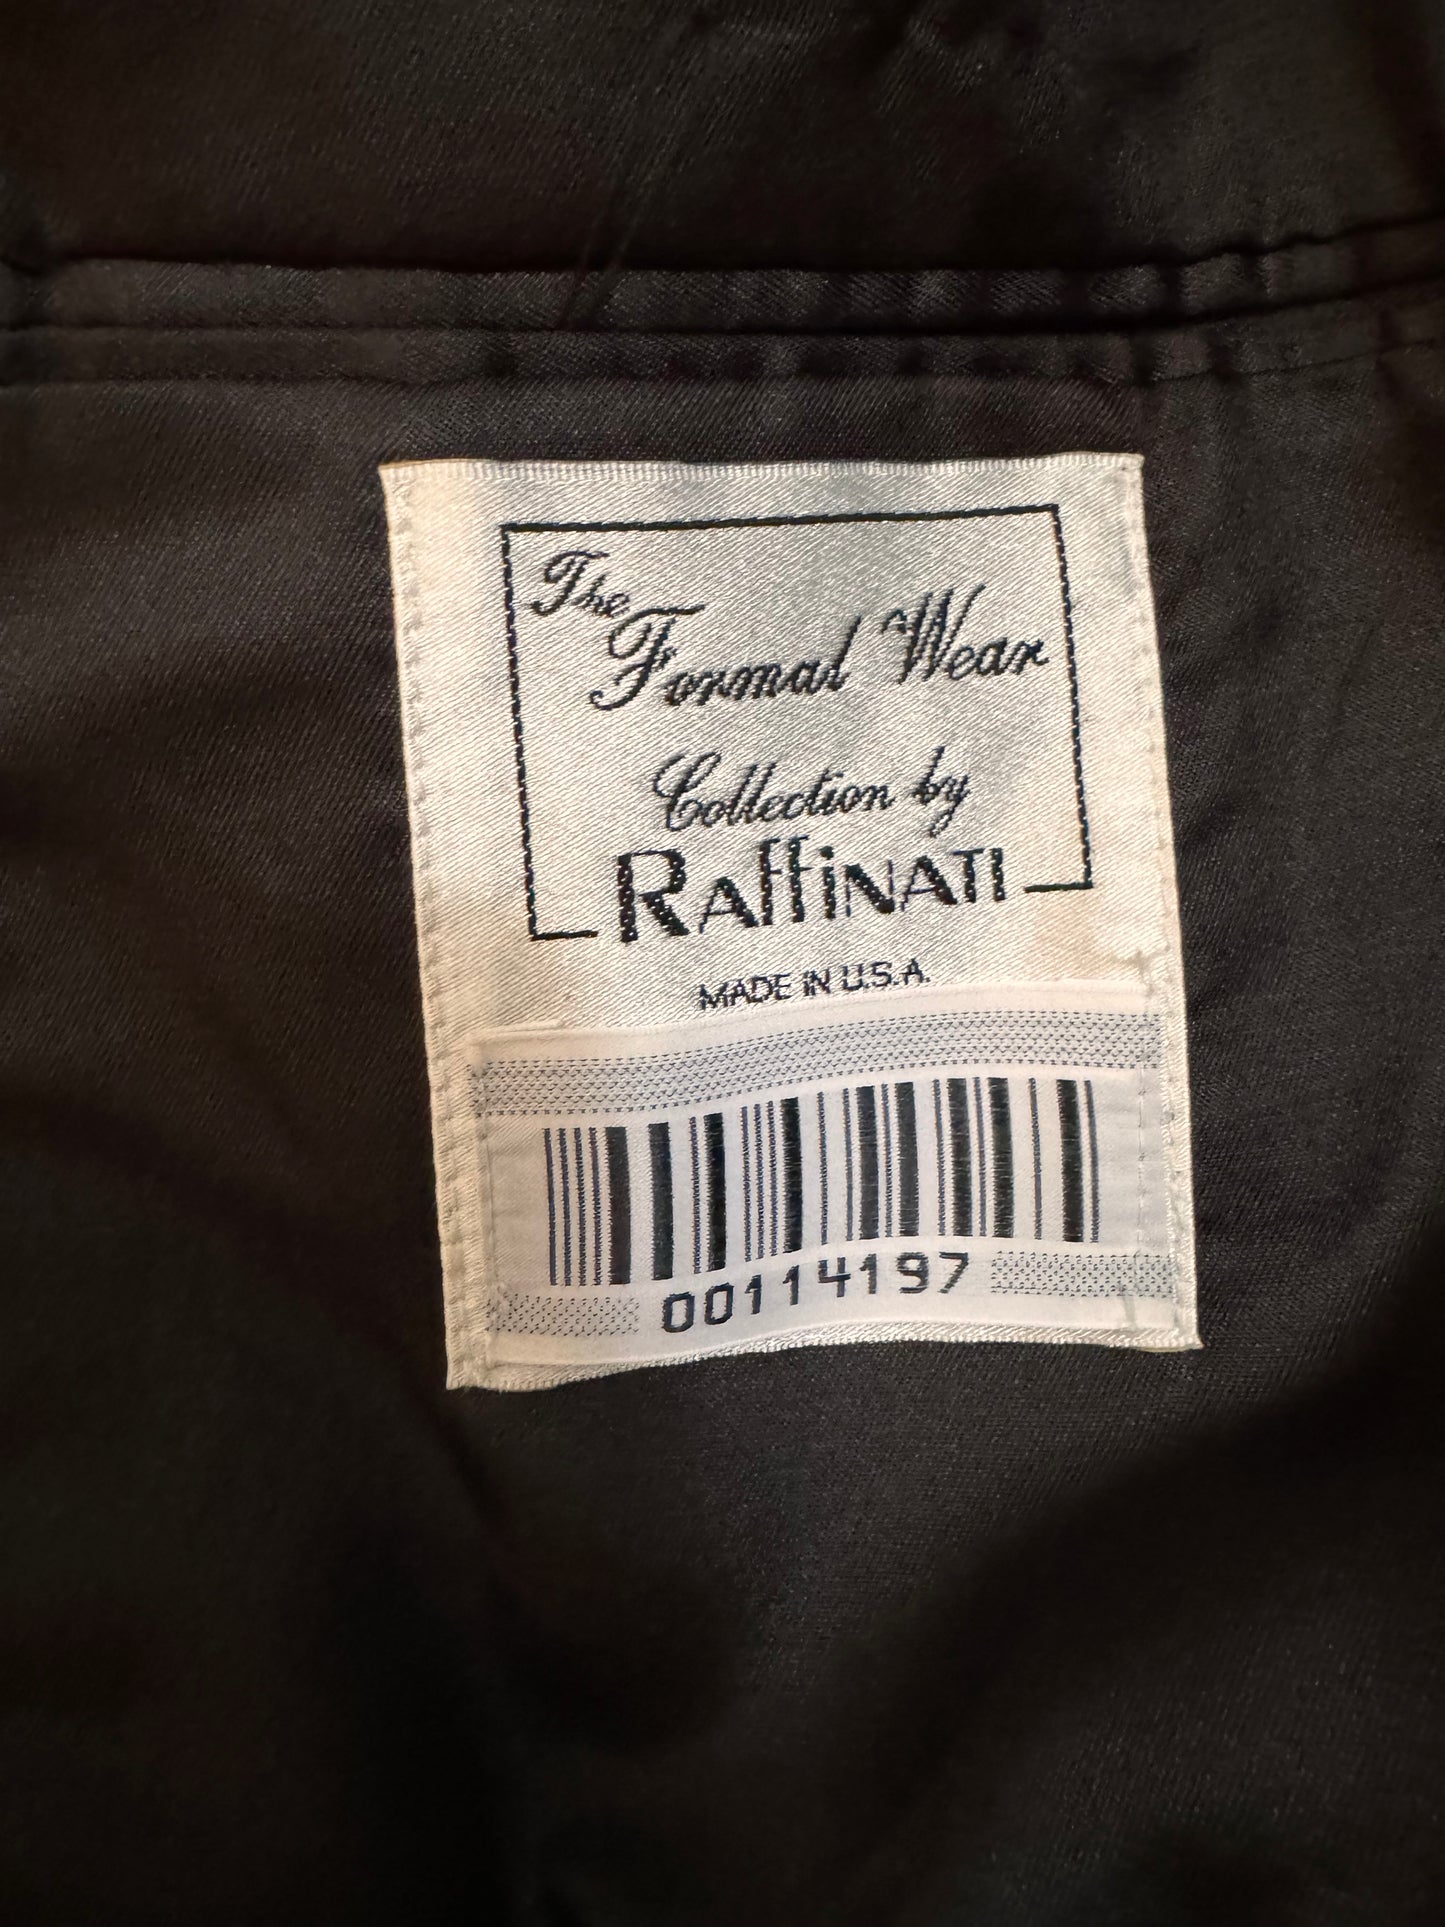 The
Formal Wear
Collection by
RAffiNATI
MADE IN U.S.A.
00114197